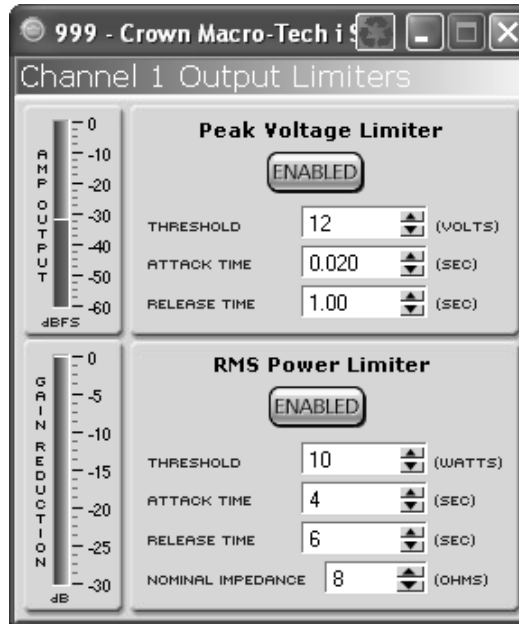 999 - Crown Macro-Tech i
Channel 1 Output Limiters
AMP OUTPUT
0
-10
-20
-30
-40
-50
-60
dBFS
Peak Voltage Limiter
ENABLED
THRESHOLD 12 (VOLTS)
ATTACK TIME 0.020 (SEC)
RELEASE TIME 1.00 (SEC)
GAIN REDUCTION
0
-5
-10
-15
-20
-25
-30
dB
RMS Power Limiter
ENABLED
THRESHOLD 10 (WATTS)
ATTACK TIME 4 (SEC)
RELEASE TIME 6 (SEC)
NOMINAL IMPEDANCE 8 (OHMS)